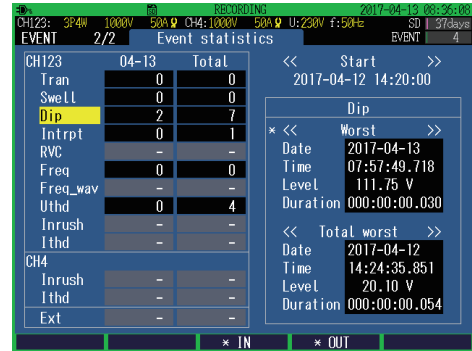 RECORDING 2017-04-13 08:36:08
CH123: 3P4W 1000V 50A CH4:1000V 50A U:230V f:50Hz SD 37days
EVENT 2/2 Event statistics EVENT 4
CH123 04-13 Total
Tran 0 0
Swell 0 0
Dip 2 7
Intrpt 0 1
RVC – –
Freq 0 0
Freq_wav – –
Uthd 0 4
Inrush – –
Ithd – –
CH4
Inrush – –
Ithd – –
Ext – –
<< Start >>
2017-04-12 14:20:00
Dip
* << Worst >>
Date 2017-04-13
Time 07:57:49.718
Level 111.75 V
Duration 000:00:00.030
<< Total worst >>
Date 2017-04-12
Time 14:24:35.851
Level 20.10 V
Duration 000:00:00.054
* IN * OUT